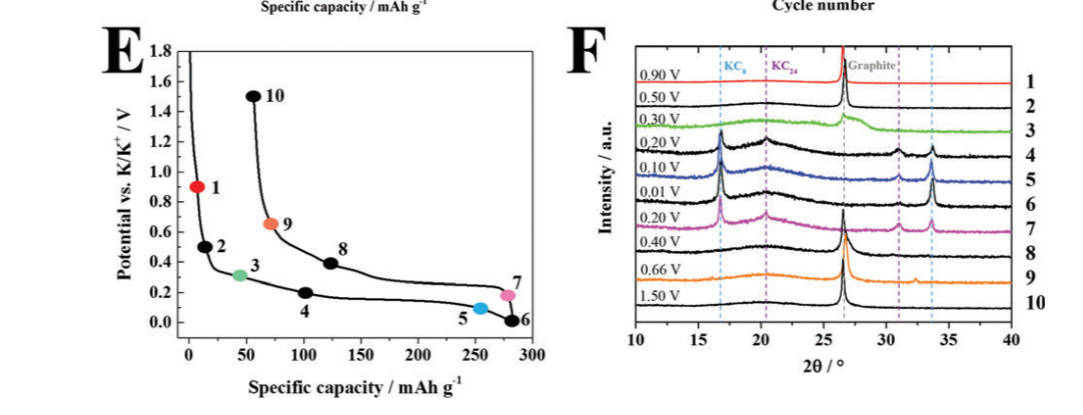 Specific capacity / mAh g⁻¹
Cycle number
E
1.8
1.6
1.4
1.2
1.0
0.8
0.6
0.4
0.2
0.0
Potential vs. K/K⁺ / V
10
1
9
2
3
8
4
7
5
6
0 50 100 150 200 250 300
Specific capacity / mAh g⁻¹
F
Intensity / a.u.
KC₈ KC₂₄ Graphite
0.90 V 1
0.50 V 2
0.30 V 3
0.20 V 4
0.10 V 5
0.01 V 6
0.20 V 7
0.40 V 8
0.66 V 9
1.50 V 10
10 15 20 25 30 35 40
2θ / °